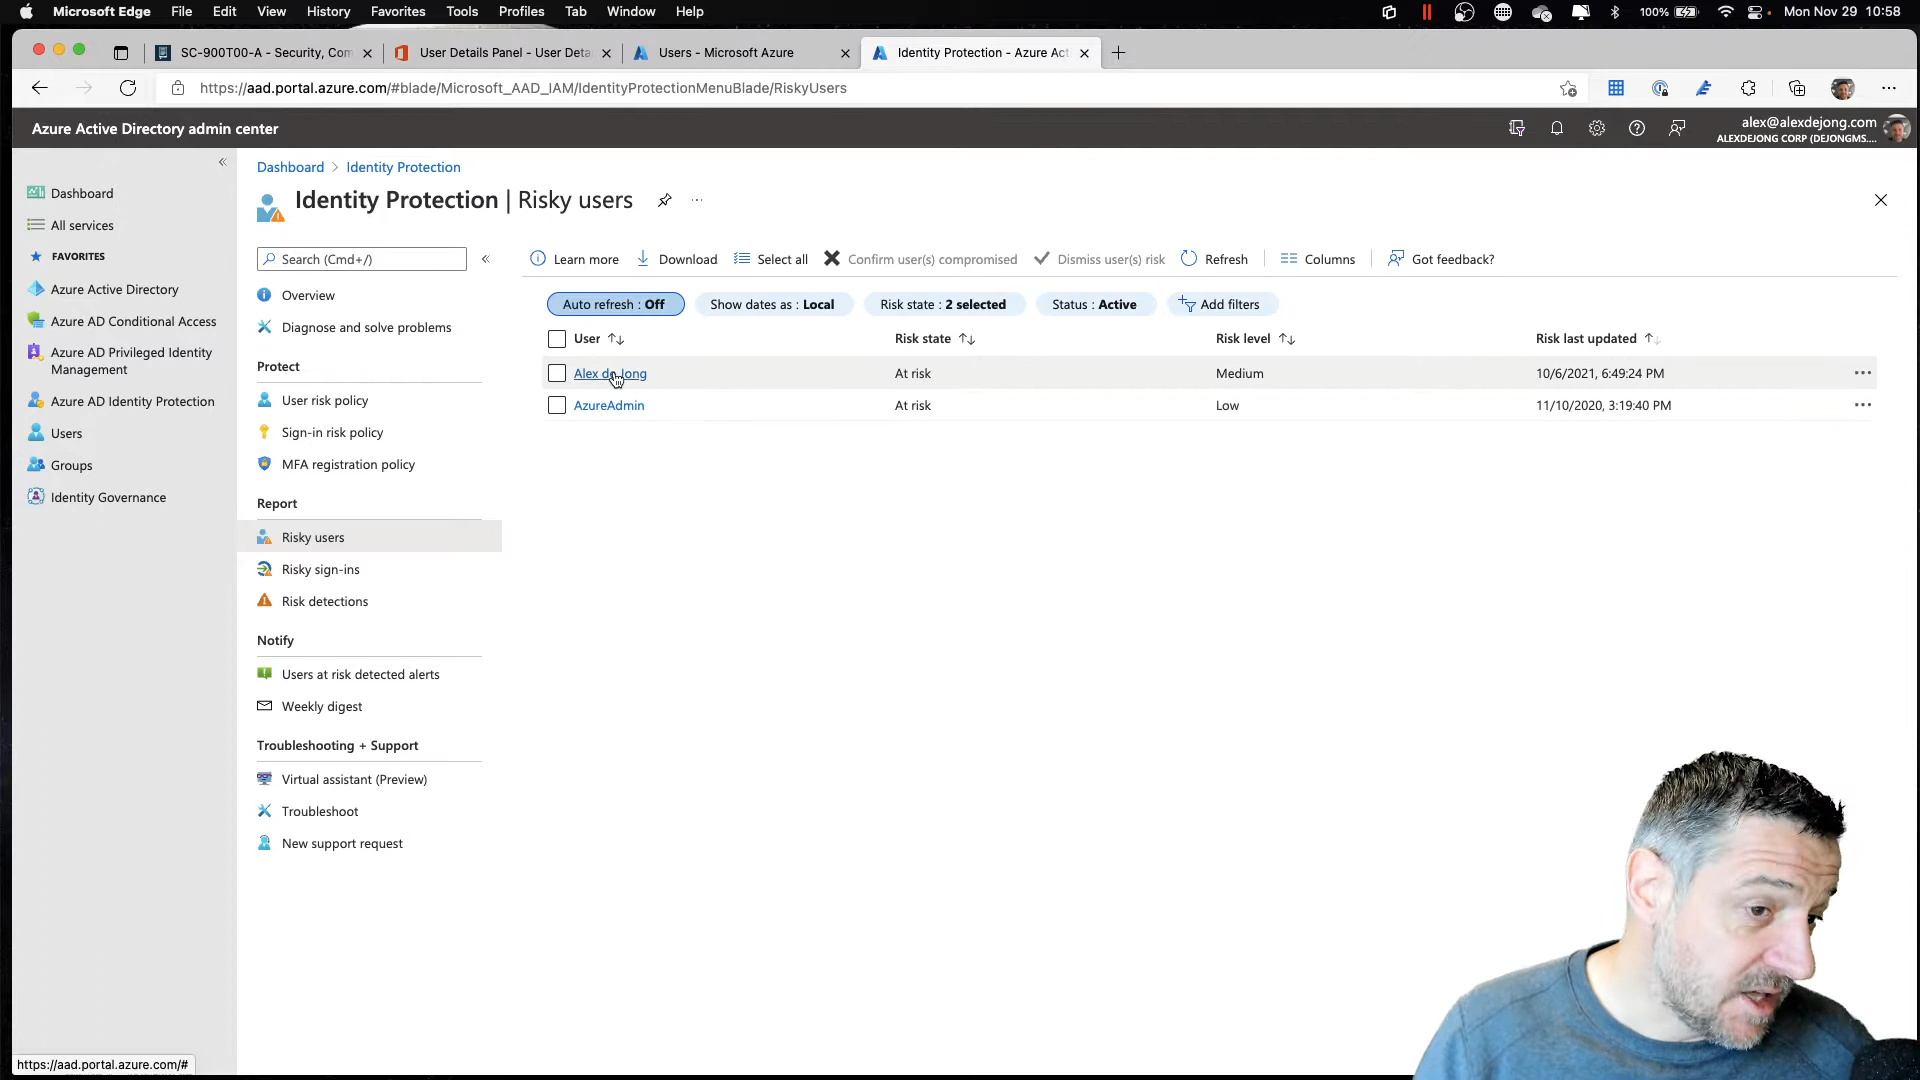 Microsoft Edge File Edit View History Favorites Tools Profiles Tab Window Help 100% Mon Nov 29 10:58
SC-900T00-A - Security, Com User Details Panel - User Deta Users - Microsoft Azure Identity Protection - Azure Act
https://aad.portal.azure.com/#blade/Microsoft_AAD_IAM/IdentityProtectionMenuBlade/RiskyUsers
Azure Active Directory admin center
alex@alexdejong.com
ALEXDEJONG CORP (DEJONGMS....
Dashboard
All services
FAVORITES
Azure Active Directory
Azure AD Conditional Access
Azure AD Privileged Identity
Management
Azure AD Identity Protection
Users
Groups
Identity Governance
Dashboard > Identity Protection
Identity Protection | Risky users
Search (Cmd+/)
Overview
Diagnose and solve problems
Protect
User risk policy
Sign-in risk policy
MFA registration policy
Report
Risky users
Risky sign-ins
Risk detections
Notify
Users at risk detected alerts
Weekly digest
Troubleshooting + Support
Virtual assistant (Preview)
Troubleshoot
New support request
Learn more Download Select all Confirm user(s) compromised Dismiss user(s) risk Refresh Columns Got feedback?
Auto refresh : Off Show dates as : Local Risk state : 2 selected Status : Active Add filters
User Risk state Risk level Risk last updated
Alex de Jong At risk Medium 10/6/2021, 6:49:24 PM
AzureAdmin At risk Low 11/10/2020, 3:19:40 PM
https://aad.portal.azure.com/#